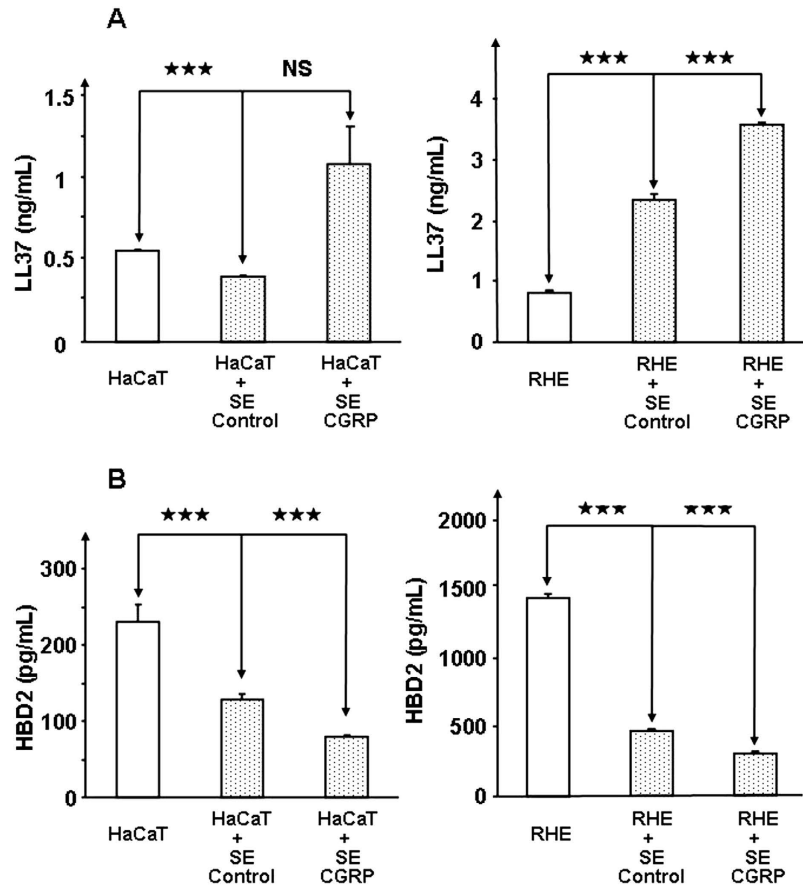 A
★★★ NS
1.5
1
0.5
0
LL37 (ng/mL)
HaCaT
HaCaT
+
SE
Control
HaCaT
+
SE
CGRP
★★★ ★★★
4
3
2
1
0
LL37 (ng/mL)
RHE
RHE
+
SE
Control
RHE
+
SE
CGRP
B
★★★ ★★★
300
200
100
0
HBD2 (pg/mL)
HaCaT
HaCaT
+
SE
Control
HaCaT
+
SE
CGRP
★★★ ★★★
2000
1500
1000
500
0
HBD2 (pg/mL)
RHE
RHE
+
SE
Control
RHE
+
SE
CGRP